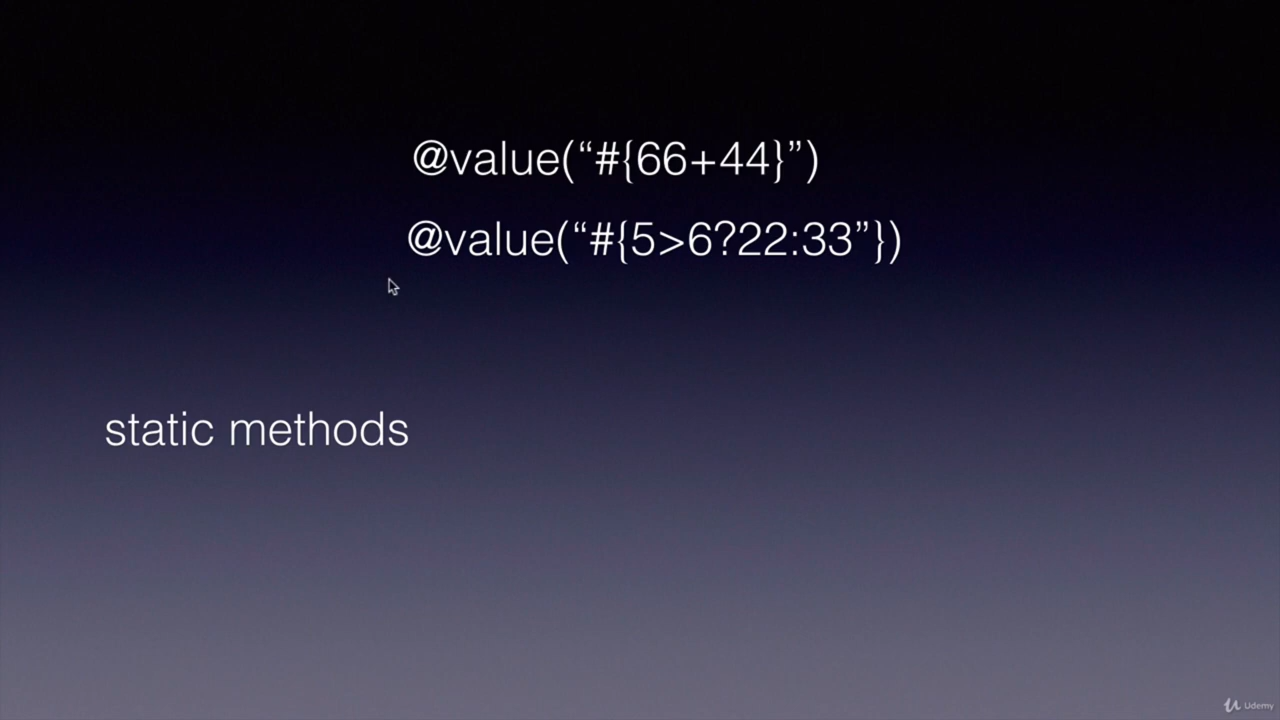 @value(“#{66+44}”)
@value(“#{5>6?22:33”})
static methods
Udemy